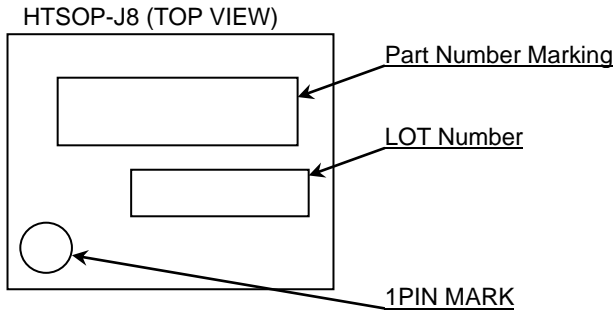 HTSOP-J8 (TOP VIEW)
Part Number Marking
LOT Number
1PIN MARK